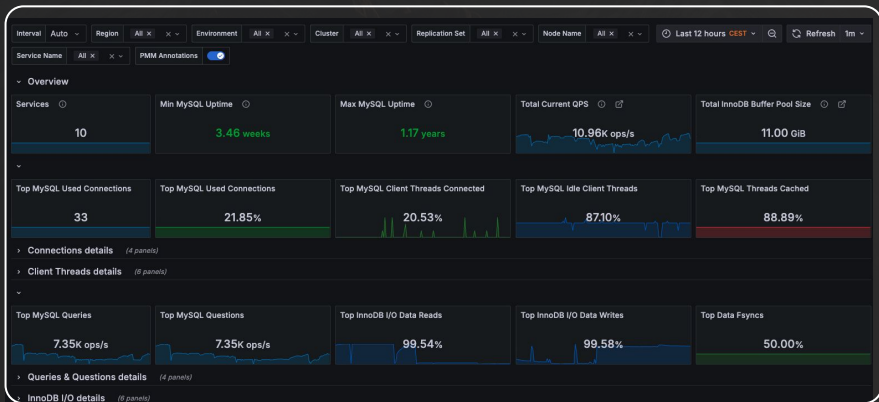 Interval Auto Region All × Environment All × Cluster All × Replication Set All × Node Name All × Last 12 hours CEST Refresh 1m
Service Name All × PMM Annotations
Overview
Services Min MySQL Uptime Max MySQL Uptime Total Current QPS Total InnoDB Buffer Pool Size
10 3.46 weeks 1.17 years 10.96K ops/s 11.00 GiB
Top MySQL Used Connections Top MySQL Used Connections Top MySQL Client Threads Connected Top MySQL Idle Client Threads Top MySQL Threads Cached
33 21.85% 20.53% 87.10% 88.89%
Connections details (4 panels)
Client Threads details (6 panels)
Top MySQL Queries Top MySQL Questions Top InnoDB I/O Data Reads Top InnoDB I/O Data Writes Top Data Fsyncs
7.35K ops/s 7.35K ops/s 99.54% 99.58% 50.00%
Queries & Questions details (4 panels)
InnoDB I/O details (6 panels)